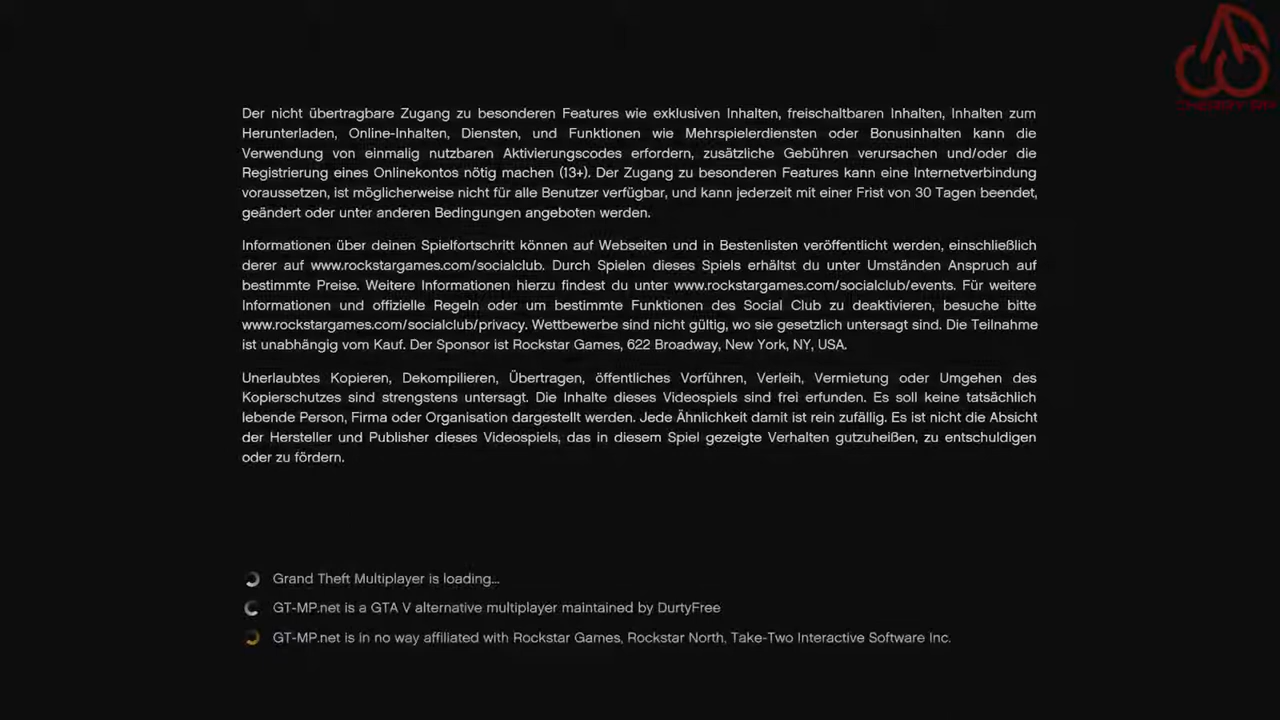 CHERRY RP
Der nicht übertragbare Zugang zu besonderen Features wie exklusiven Inhalten, freischaltbaren Inhalten, Inhalten zum
Herunterladen, Online-Inhalten, Diensten, und Funktionen wie Mehrspielerdiensten oder Bonusinhalten kann die
Verwendung von einmalig nutzbaren Aktivierungscodes erfordern, zusätzliche Gebühren verursachen und/oder die
Registrierung eines Onlinekontos nötig machen (13+). Der Zugang zu besonderen Features kann eine Internetverbindung
voraussetzen, ist möglicherweise nicht für alle Benutzer verfügbar, und kann jederzeit mit einer Frist von 30 Tagen beendet,
geändert oder unter anderen Bedingungen angeboten werden.
Informationen über deinen Spielfortschritt können auf Webseiten und in Bestenlisten veröffentlicht werden, einschließlich
derer auf www.rockstargames.com/socialclub. Durch Spielen dieses Spiels erhältst du unter Umständen Anspruch auf
bestimmte Preise. Weitere Informationen hierzu findest du unter www.rockstargames.com/socialclub/events. Für weitere
Informationen und offizielle Regeln oder um bestimmte Funktionen des Social Club zu deaktivieren, besuche bitte
www.rockstargames.com/socialclub/privacy. Wettbewerbe sind nicht gültig, wo sie gesetzlich untersagt sind. Die Teilnahme
ist unabhängig vom Kauf. Der Sponsor ist Rockstar Games, 622 Broadway, New York, NY, USA.
Unerlaubtes Kopieren, Dekompilieren, Übertragen, öffentliches Vorführen, Verleih, Vermietung oder Umgehen des
Kopierschutzes sind strengstens untersagt. Die Inhalte dieses Videospiels sind frei erfunden. Es soll keine tatsächlich
lebende Person, Firma oder Organisation dargestellt werden. Jede Ähnlichkeit damit ist rein zufällig. Es ist nicht die Absicht
der Hersteller und Publisher dieses Videospiels, das in diesem Spiel gezeigte Verhalten gutzuheißen, zu entschuldigen
oder zu fördern.
Grand Theft Multiplayer is loading...
GT-MP.net is a GTA V alternative multiplayer maintained by DurtyFree
GT-MP.net is in no way affiliated with Rockstar Games, Rockstar North, Take-Two Interactive Software Inc.